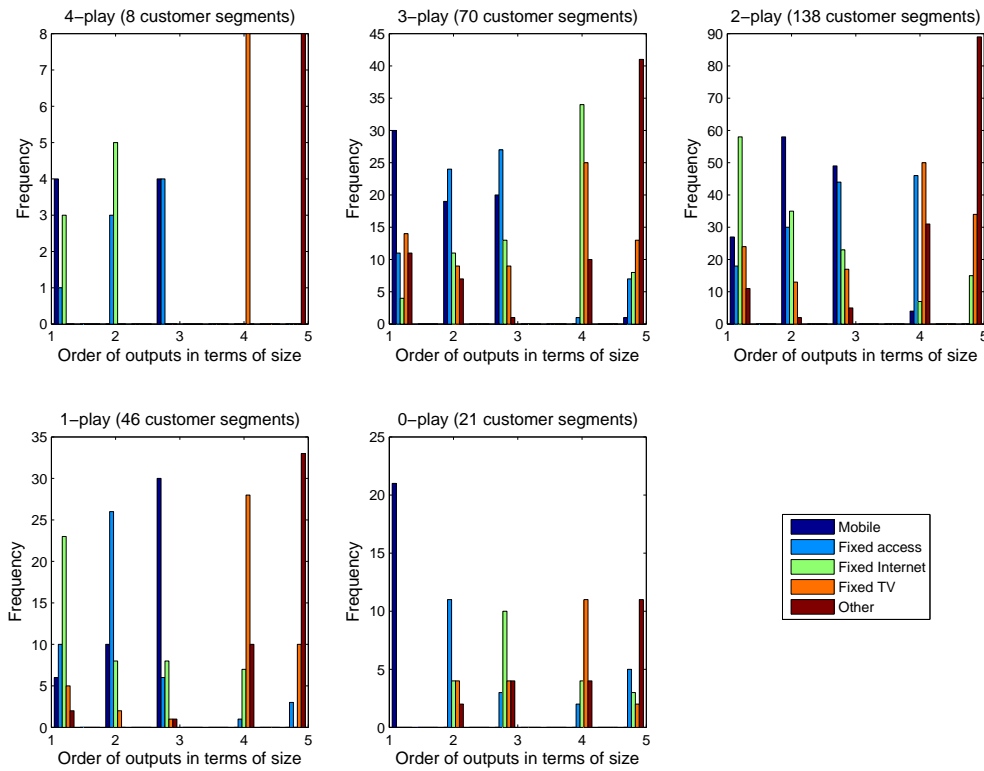 4−play (8 customer segments)
8
7
6
5
4
3
2
1
0
Frequency
1 2 3 4 5
Order of outputs in terms of size
3−play (70 customer segments)
45
40
35
30
25
20
15
10
5
0
Frequency
1 2 3 4 5
Order of outputs in terms of size
2−play (138 customer segments)
90
80
70
60
50
40
30
20
10
0
Frequency
1 2 3 4 5
Order of outputs in terms of size
1−play (46 customer segments)
35
30
25
20
15
10
5
0
Frequency
1 2 3 4 5
Order of outputs in terms of size
0−play (21 customer segments)
25
20
15
10
5
0
Frequency
1 2 3 4 5
Order of outputs in terms of size
Mobile
Fixed access
Fixed Internet
Fixed TV
Other